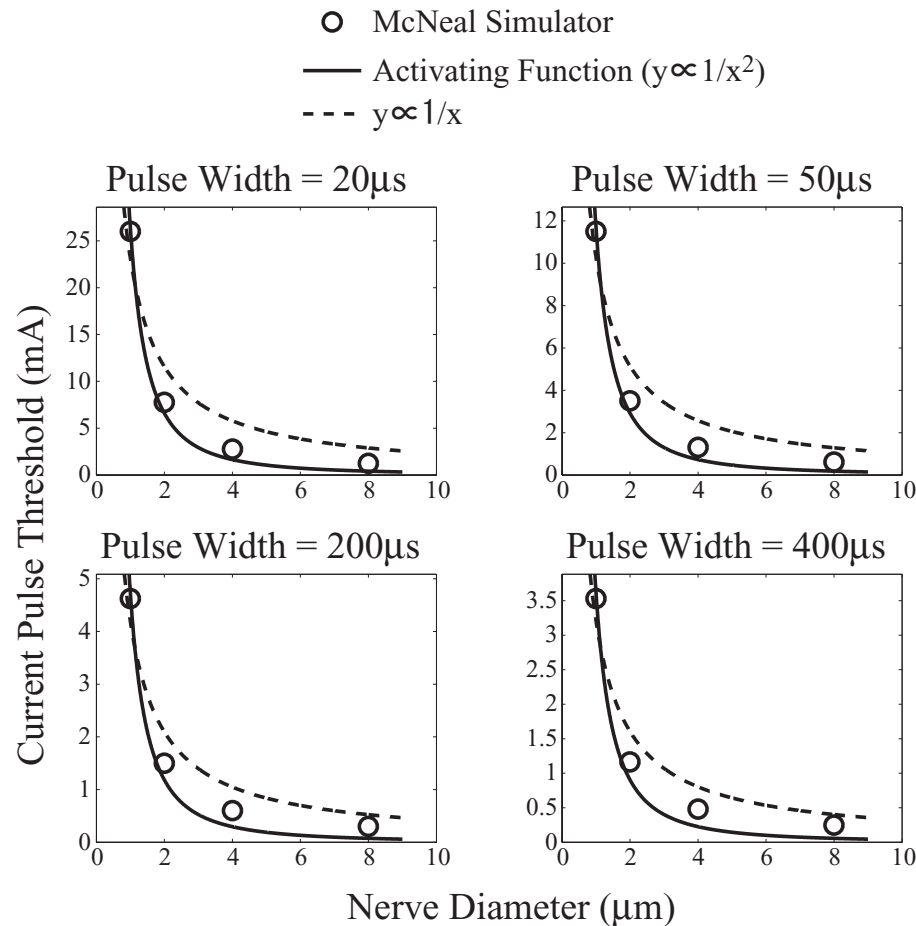 McNeal Simulator
Activating Function (y∝1/x²)
y∝1/x
Pulse Width = 20μs
25
20
15
10
5
0
0 2 4 6 8 10
Pulse Width = 50μs
12
10
8
6
4
2
0
0 2 4 6 8 10
Pulse Width = 200μs
5
4
3
2
1
0
0 2 4 6 8 10
Pulse Width = 400μs
3.5
3
2.5
2
1.5
1
0.5
0
0 2 4 6 8 10
Current Pulse Threshold (mA)
Nerve Diameter (μm)